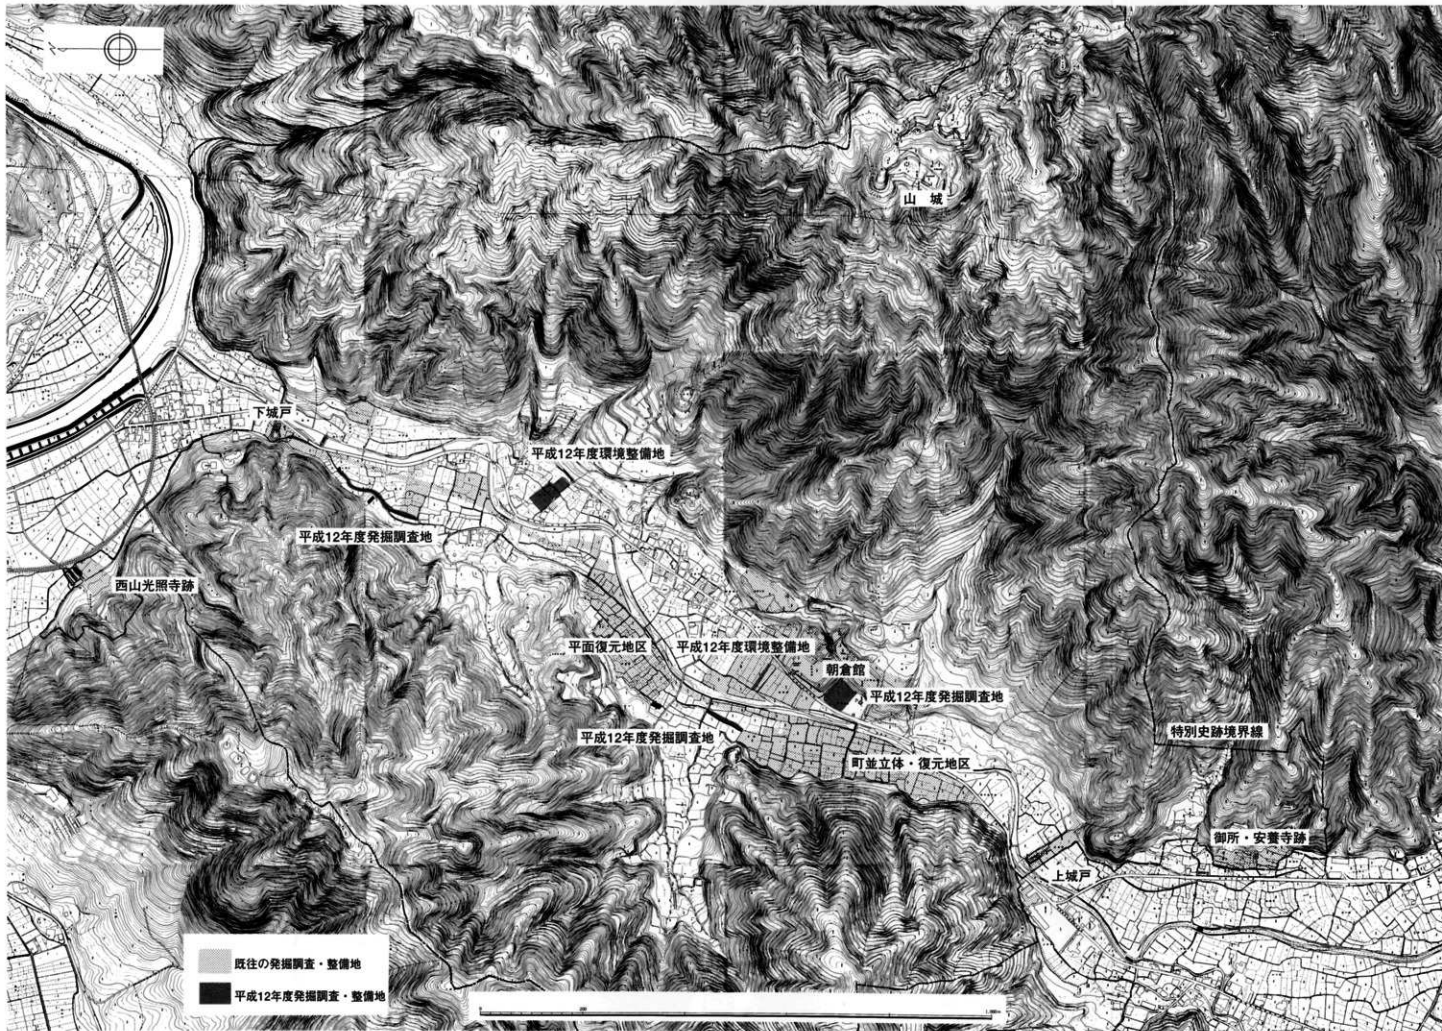 N
山 城
下城戸
平成12年度環境整備地
平成12年度発掘調査地
西山光照寺跡
平面復元地区
平成12年度環境整備地
朝倉館
平成12年度発掘調査地
特別史跡境界線
平成12年度発掘調査地
町並立体・復元地区
御所・安養寺跡
上城戸
既往の発掘調査・整備地
平成12年度発掘調査・整備地